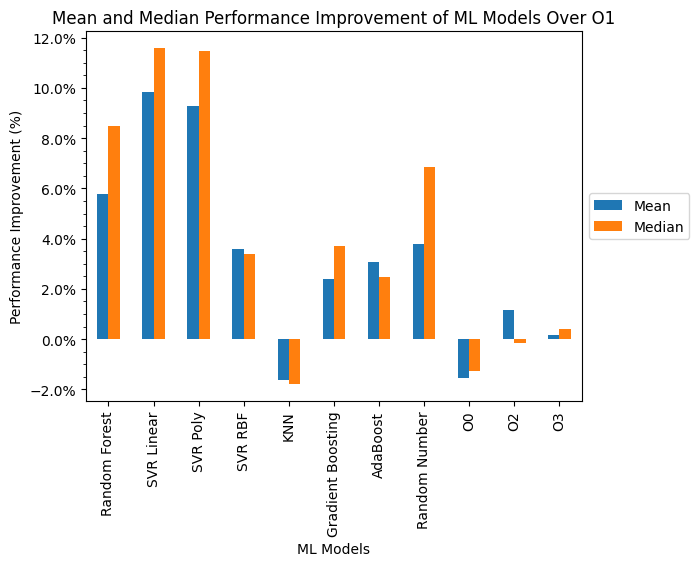 Mean and Median Performance Improvement of ML Models Over O1
12.0%
10.0%
8.0%
6.0%
4.0%
2.0%
0.0%
−2.0%
Performance Improvement (%)
Mean
Median
Random Forest
SVR Linear
SVR Poly
SVR RBF
KNN
Gradient Boosting
AdaBoost
Random Number
O0
O2
O3
ML Models